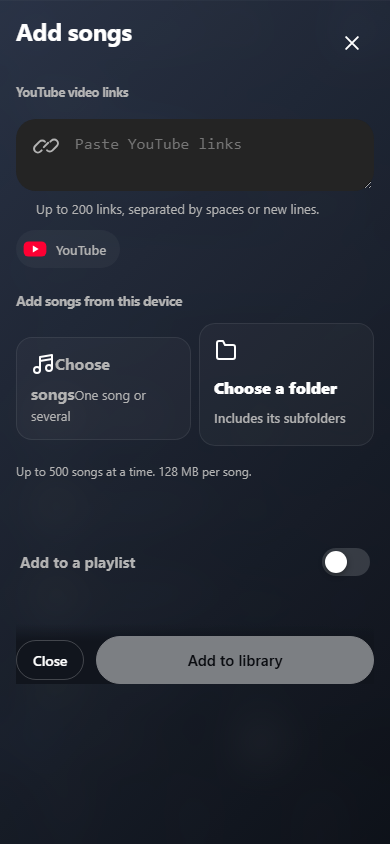 Add songs
YouTube video links
Paste YouTube links
Up to 200 links, separated by spaces or new lines.
YouTube
Add songs from this device
Choose
songsOne song or
several
Choose a folder
Includes its subfolders
Up to 500 songs at a time. 128 MB per song.
Add to a playlist
Close
Add to library